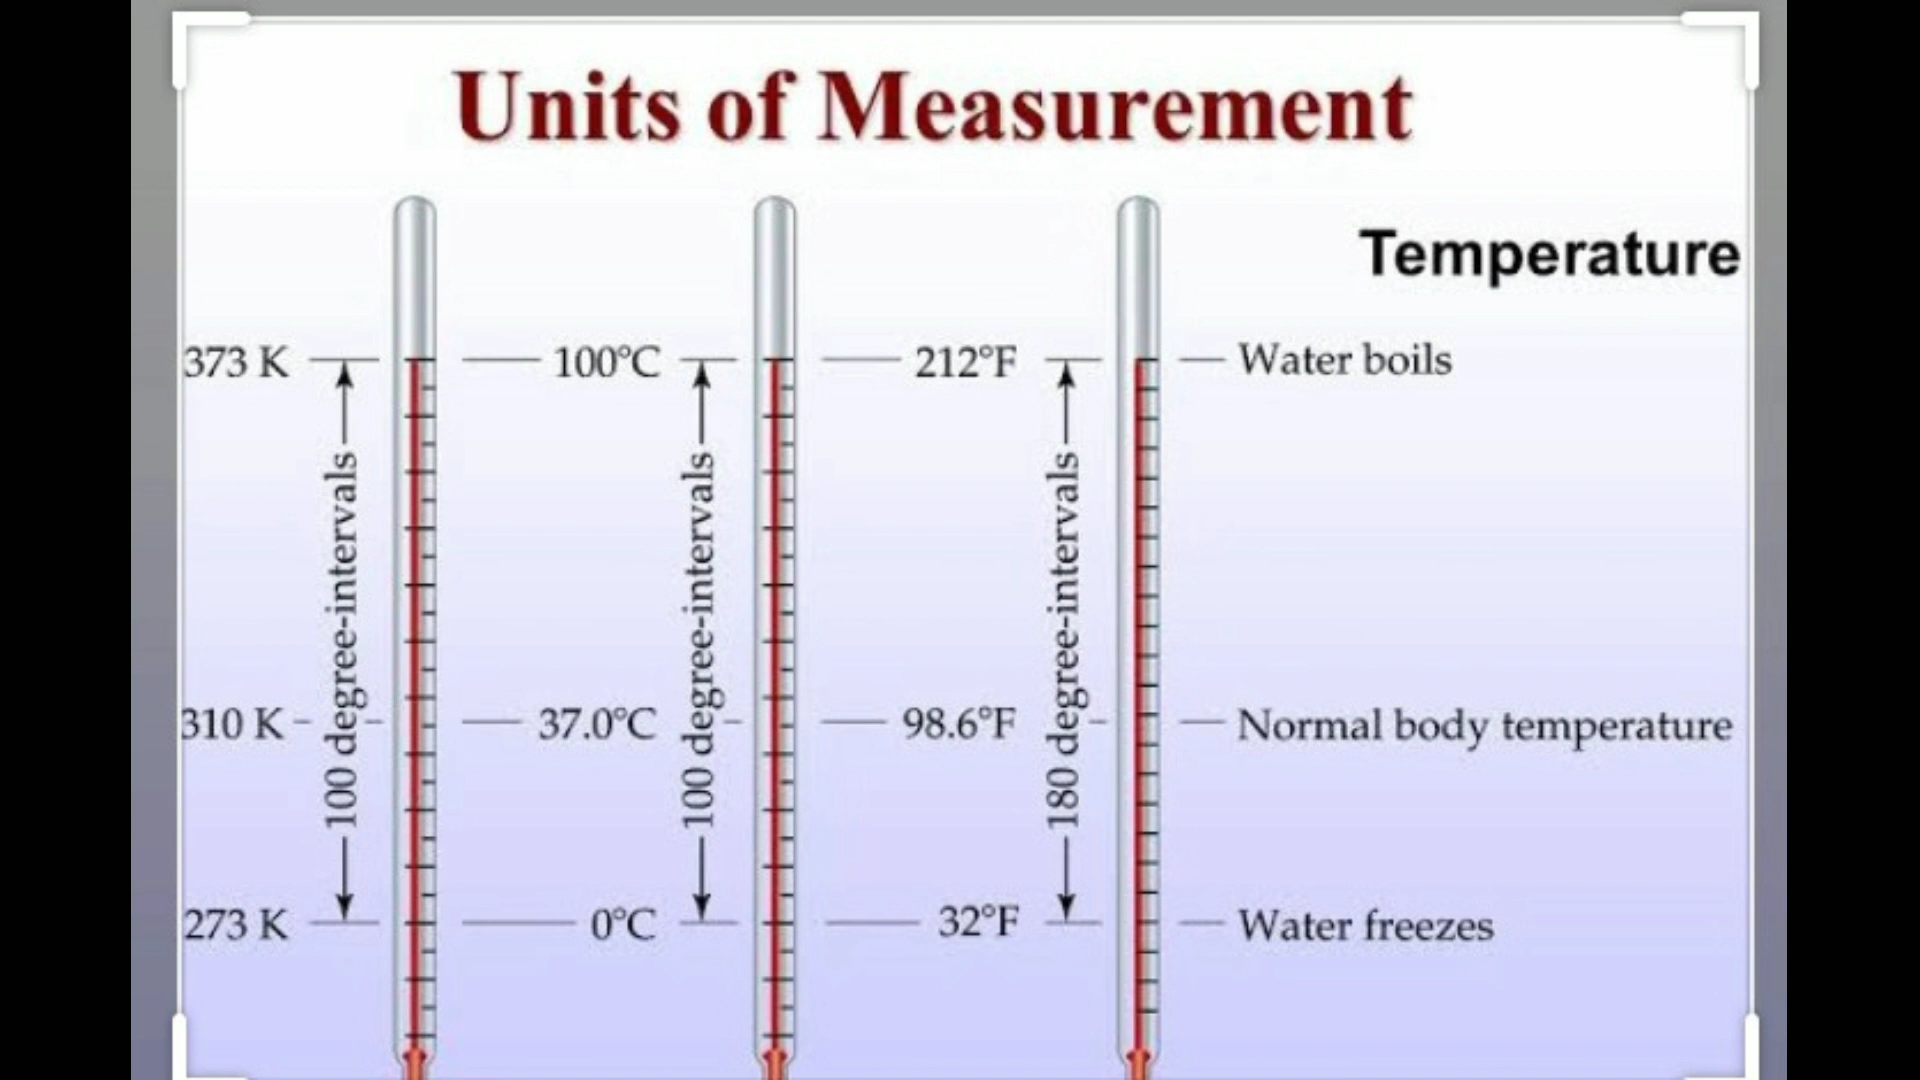 Units of Measurement
Temperature
373 K
100°C
212°F
Water boils
100 degree-intervals
100 degree-intervals
180 degree-intervals
310 K
37.0°C
98.6°F
Normal body temperature
273 K
0°C
32°F
Water freezes